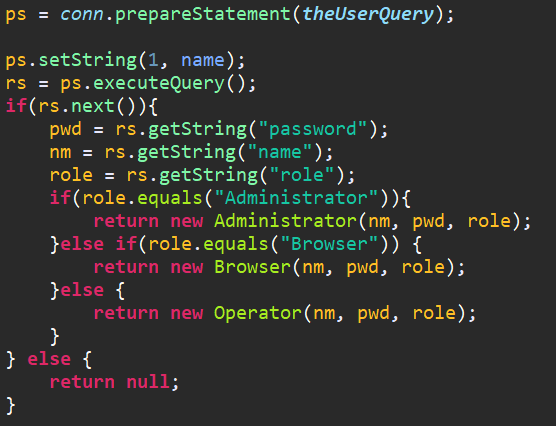 ps = conn.prepareStatement(theUserQuery);
ps.setString(1, name);
rs = ps.executeQuery();
if(rs.next()){
    pwd = rs.getString("password");
    nm = rs.getString("name");
    role = rs.getString("role");
    if(role.equals("Administrator")){
        return new Administrator(nm, pwd, role);
    }else if(role.equals("Browser")) {
        return new Browser(nm, pwd, role);
    }else {
        return new Operator(nm, pwd, role);
    }
} else {
    return null;
}